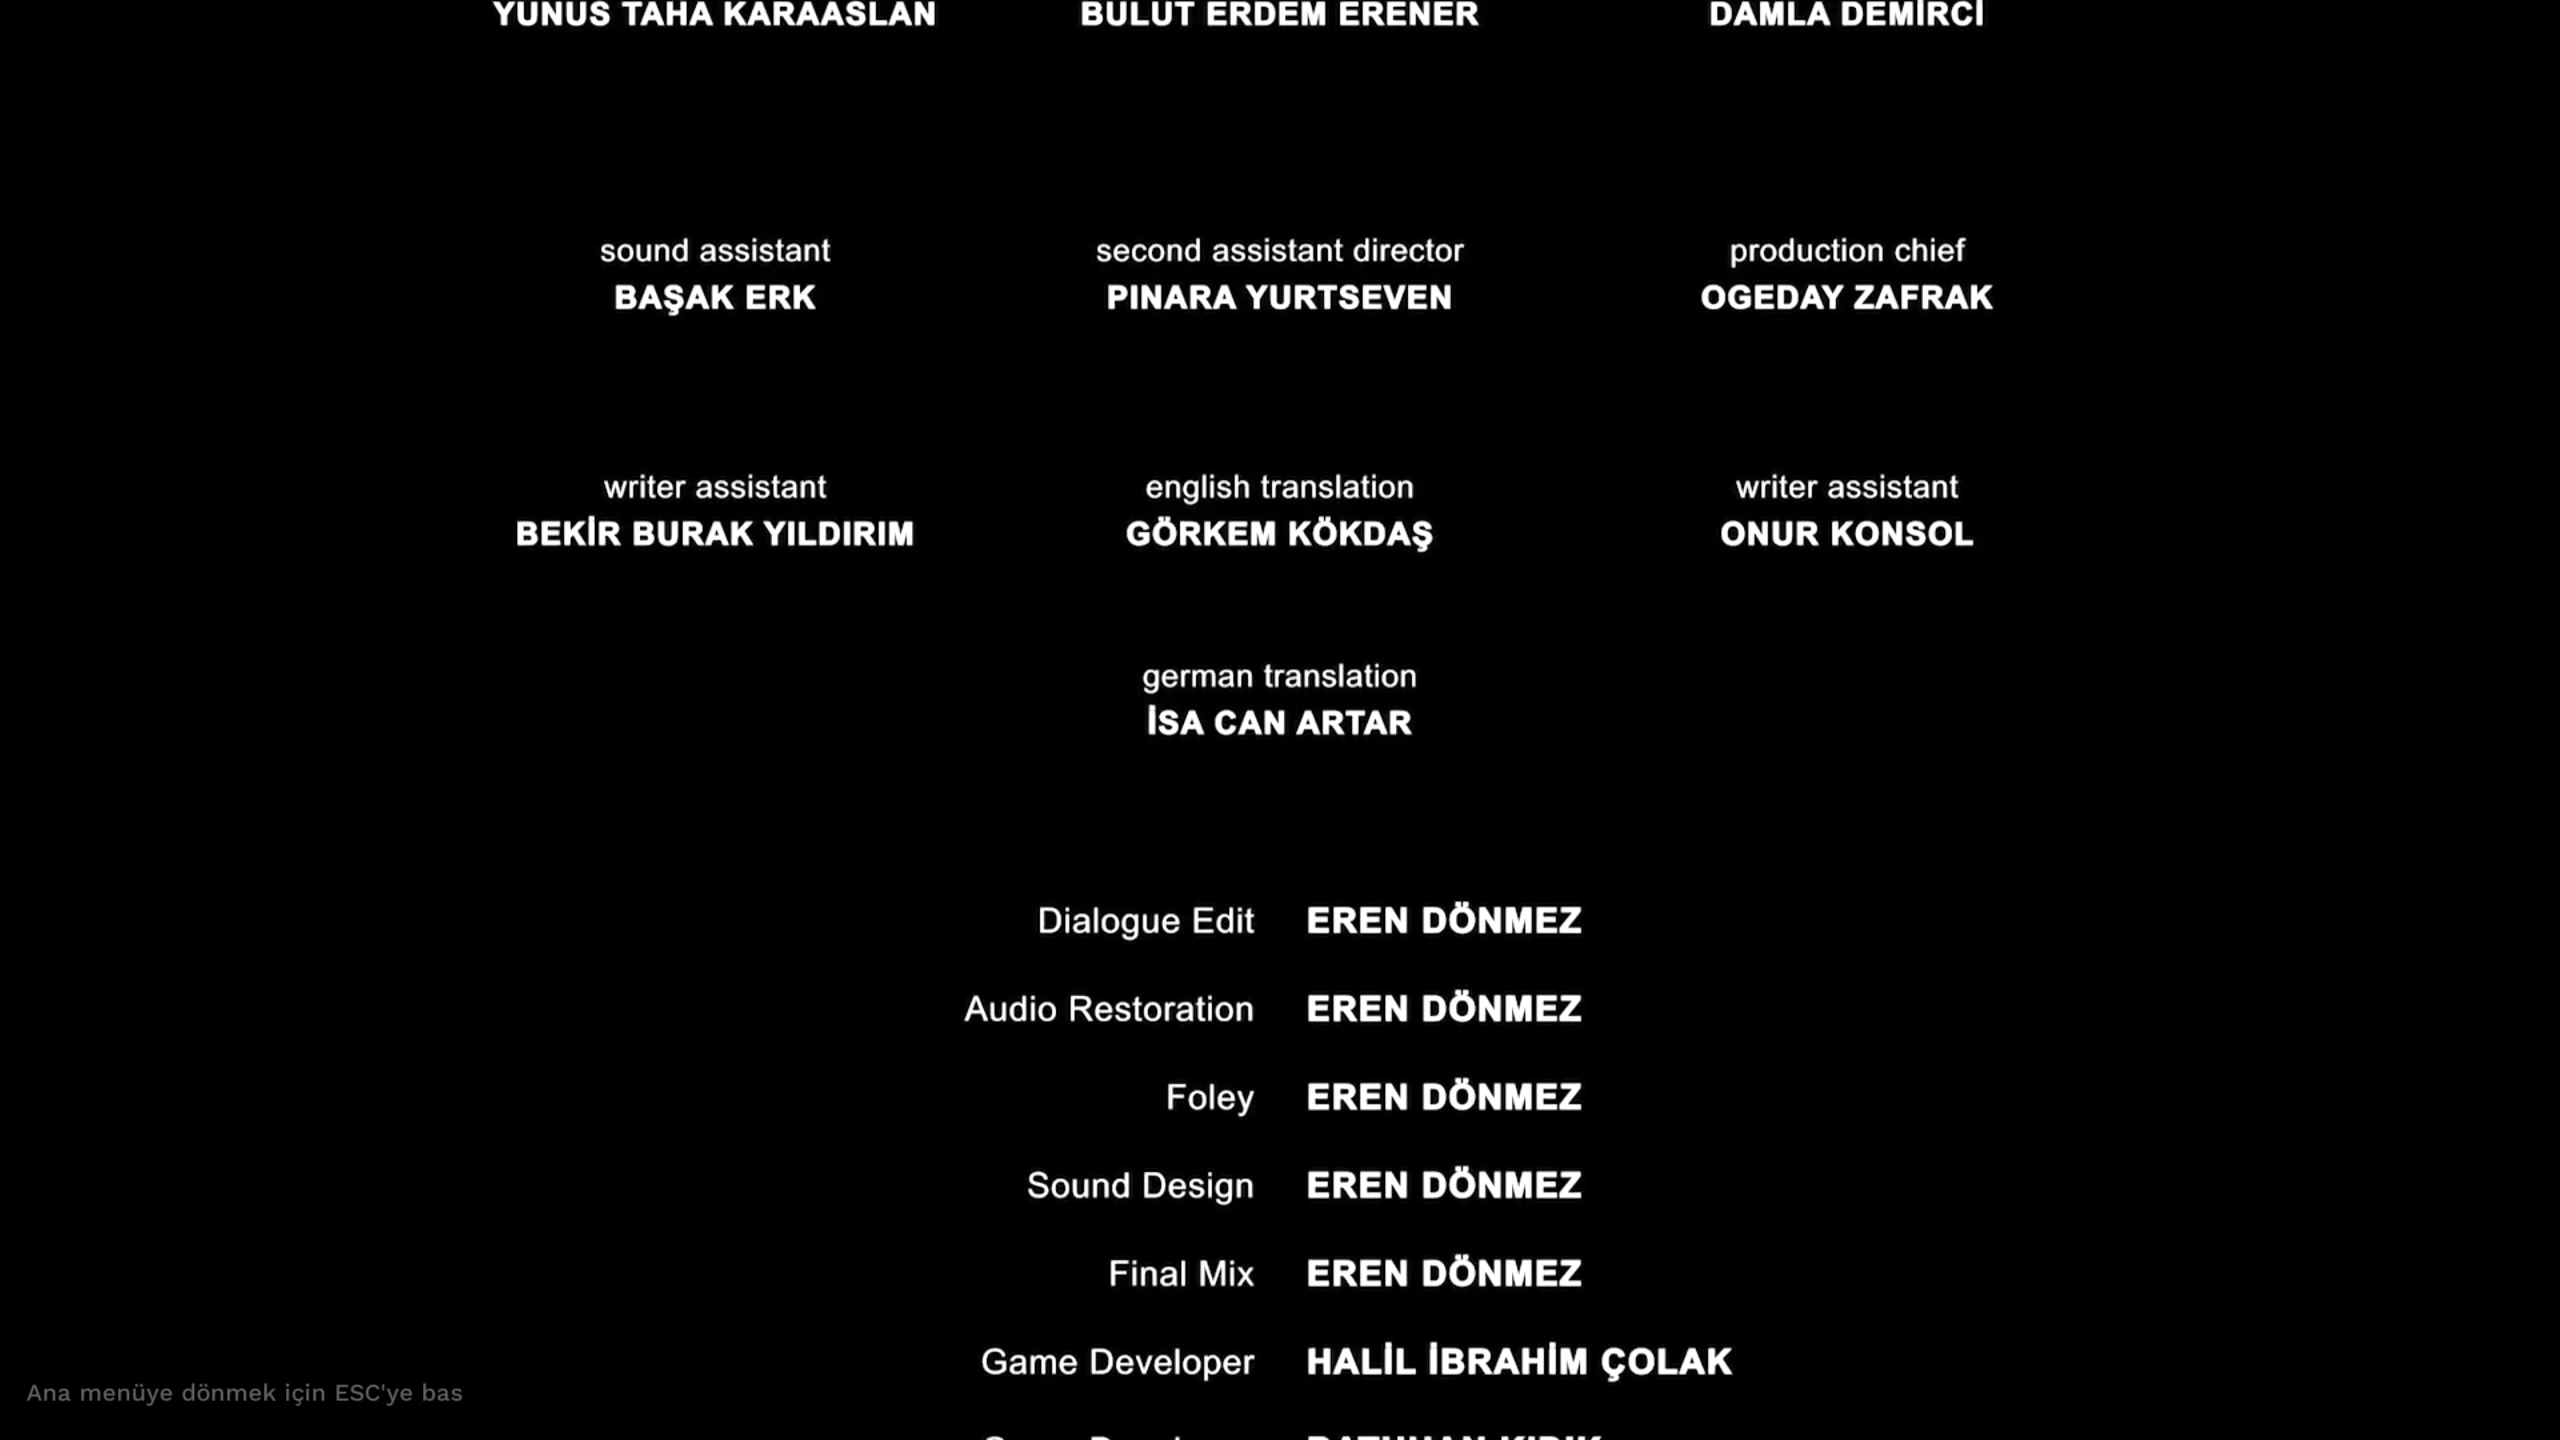 YUNUS TAHA KARAASLAN BULUT ERDEM ERENER DAMLA DEMİRCİ
sound assistant second assistant director production chief
BAŞAK ERK PINARA YURTSEVEN OGEDAY ZAFRAK
writer assistant english translation writer assistant
BEKİR BURAK YILDIRIM GÖRKEM KÖKDAŞ ONUR KONSOL
german translation
İSA CAN ARTAR
Dialogue Edit EREN DÖNMEZ
Audio Restoration EREN DÖNMEZ
Foley EREN DÖNMEZ
Sound Design EREN DÖNMEZ
Final Mix EREN DÖNMEZ
Game Developer HALİL İBRAHİM ÇOLAK
Ana menüye dönmek için ESC'ye bas